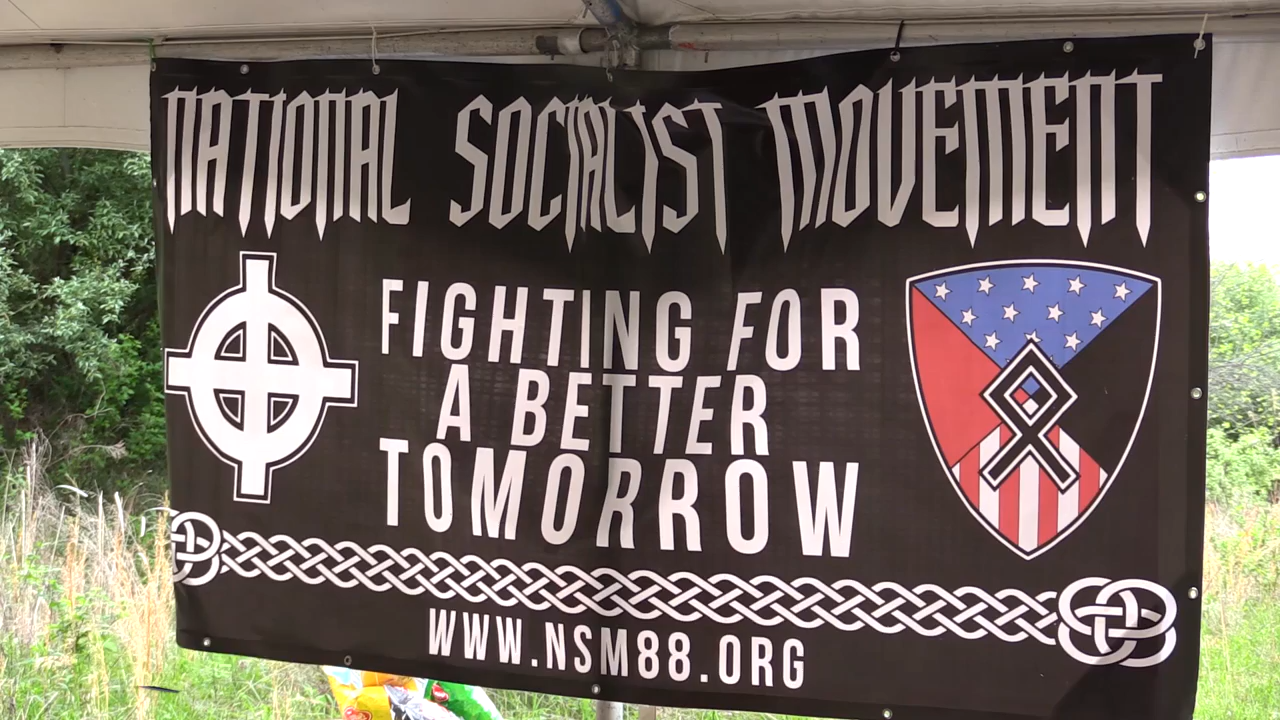 NATIONAL SOCIALIST MOVEMENT
FIGHTING FOR
A BETTER
TOMORROW
WWW.NSM88.ORG